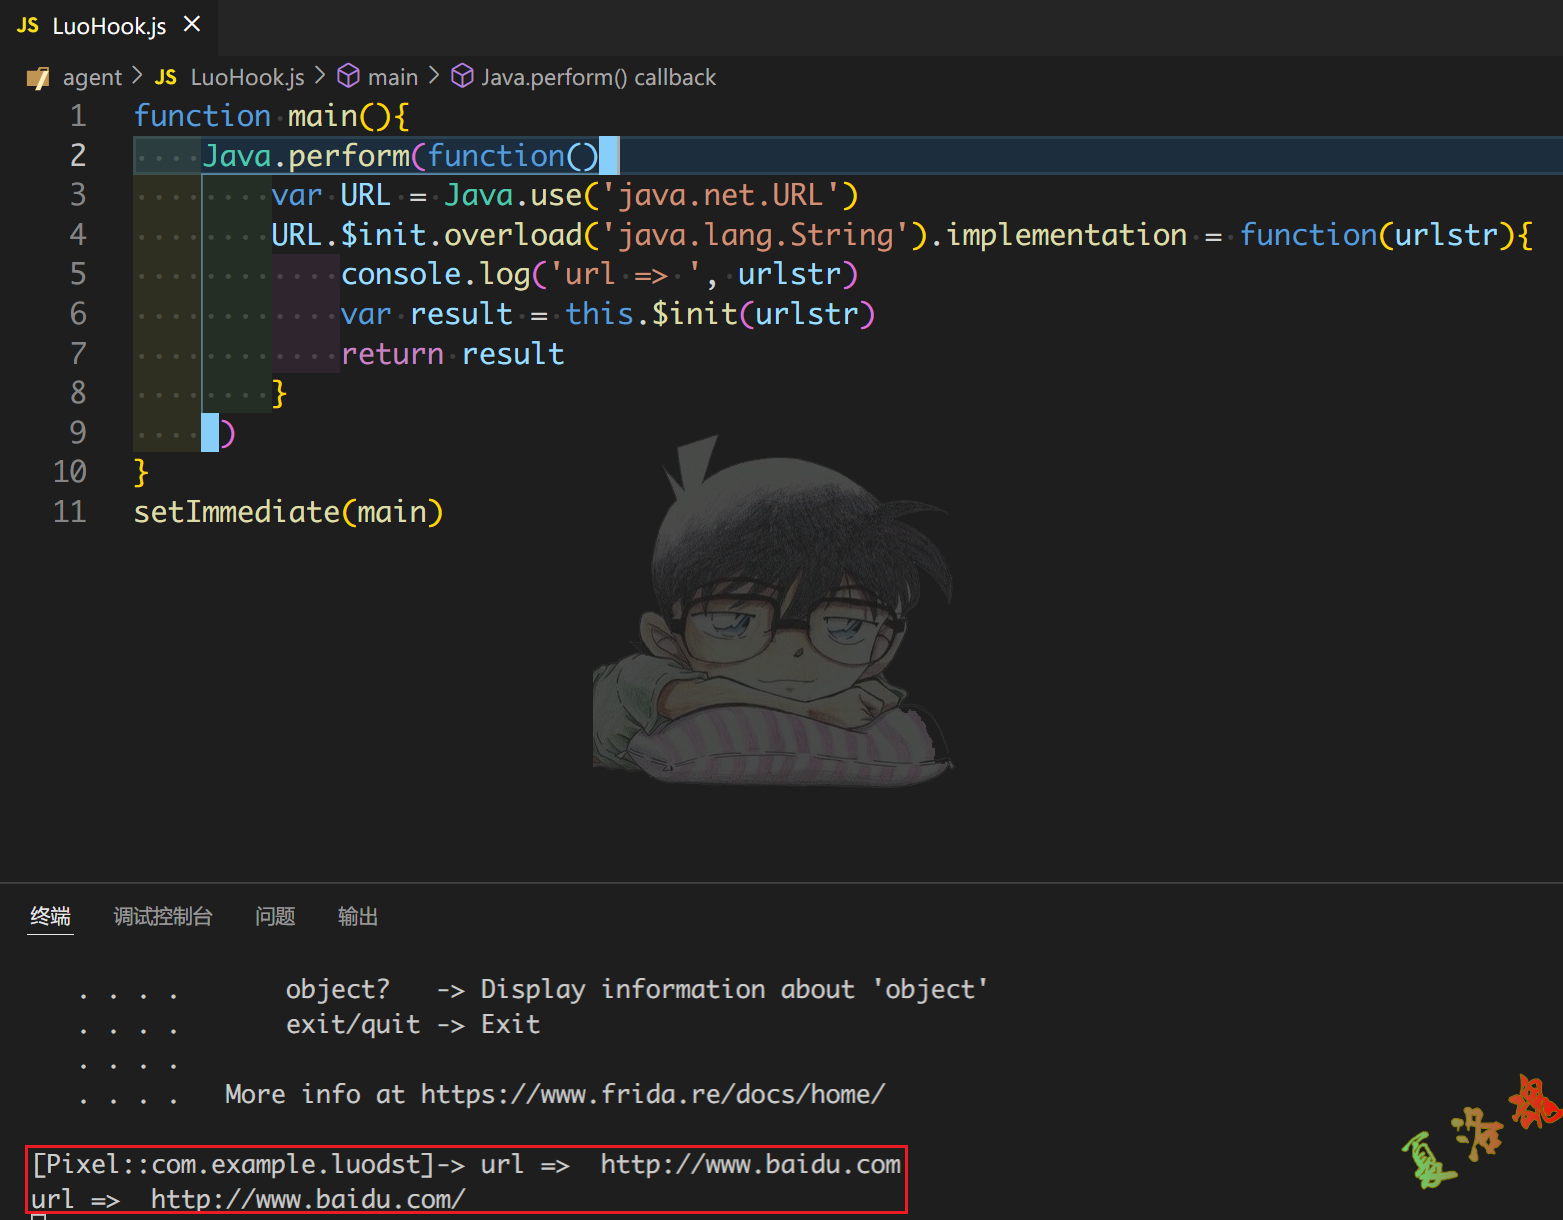 JS LuoHook.js ×
agent > JS LuoHook.js > main > Java.perform() callback
1 function main(){
2 Java.perform(function()
3 var URL = Java.use('java.net.URL')
4 URL.$init.overload('java.lang.String').implementation = function(urlstr){
5 console.log('url => ', urlstr)
6 var result = this.$init(urlstr)
7 return result
8 }
9 )
10 }
11 setImmediate(main)
终端 调试控制台 问题 输出
. . . . object? -> Display information about 'object'
. . . . exit/quit -> Exit
. . . .
. . . . More info at https://www.frida.re/docs/home/
[Pixel::com.example.luodst]-> url =>  http://www.baidu.com
url =>  http://www.baidu.com/
夏洛魂